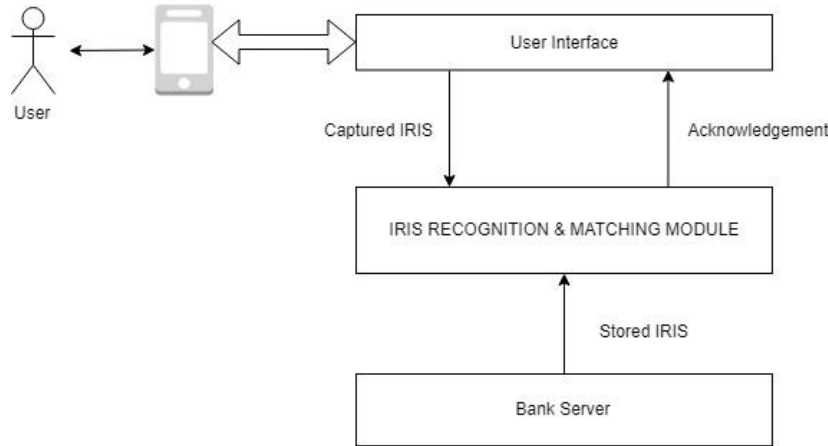 User Interface
User
Captured IRIS
Acknowledgement
IRIS RECOGNITION & MATCHING MODULE
Stored IRIS
Bank Server